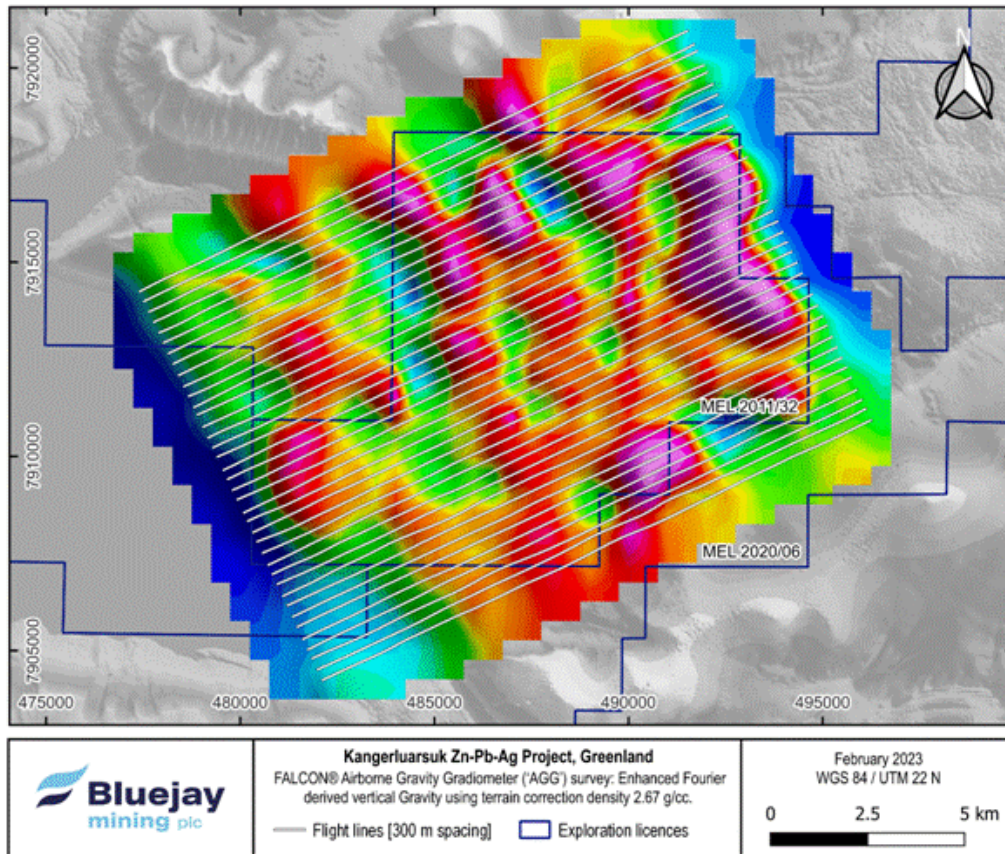 N
7920000
7915000
7910000
7905000
MEL 2011/32
MEL 2020/06
475000
480000
485000
490000
495000
Bluejay
mining plc
Kangerluarsuk Zn-Pb-Ag Project, Greenland
FALCON® Airborne Gravity Gradiometer ('AGG') survey: Enhanced Fourier
derived vertical Gravity using terrain correction density 2.67 g/cc.
Flight lines [300 m spacing]
Exploration licences
February 2023
WGS 84 / UTM 22 N
0 2.5 5 km